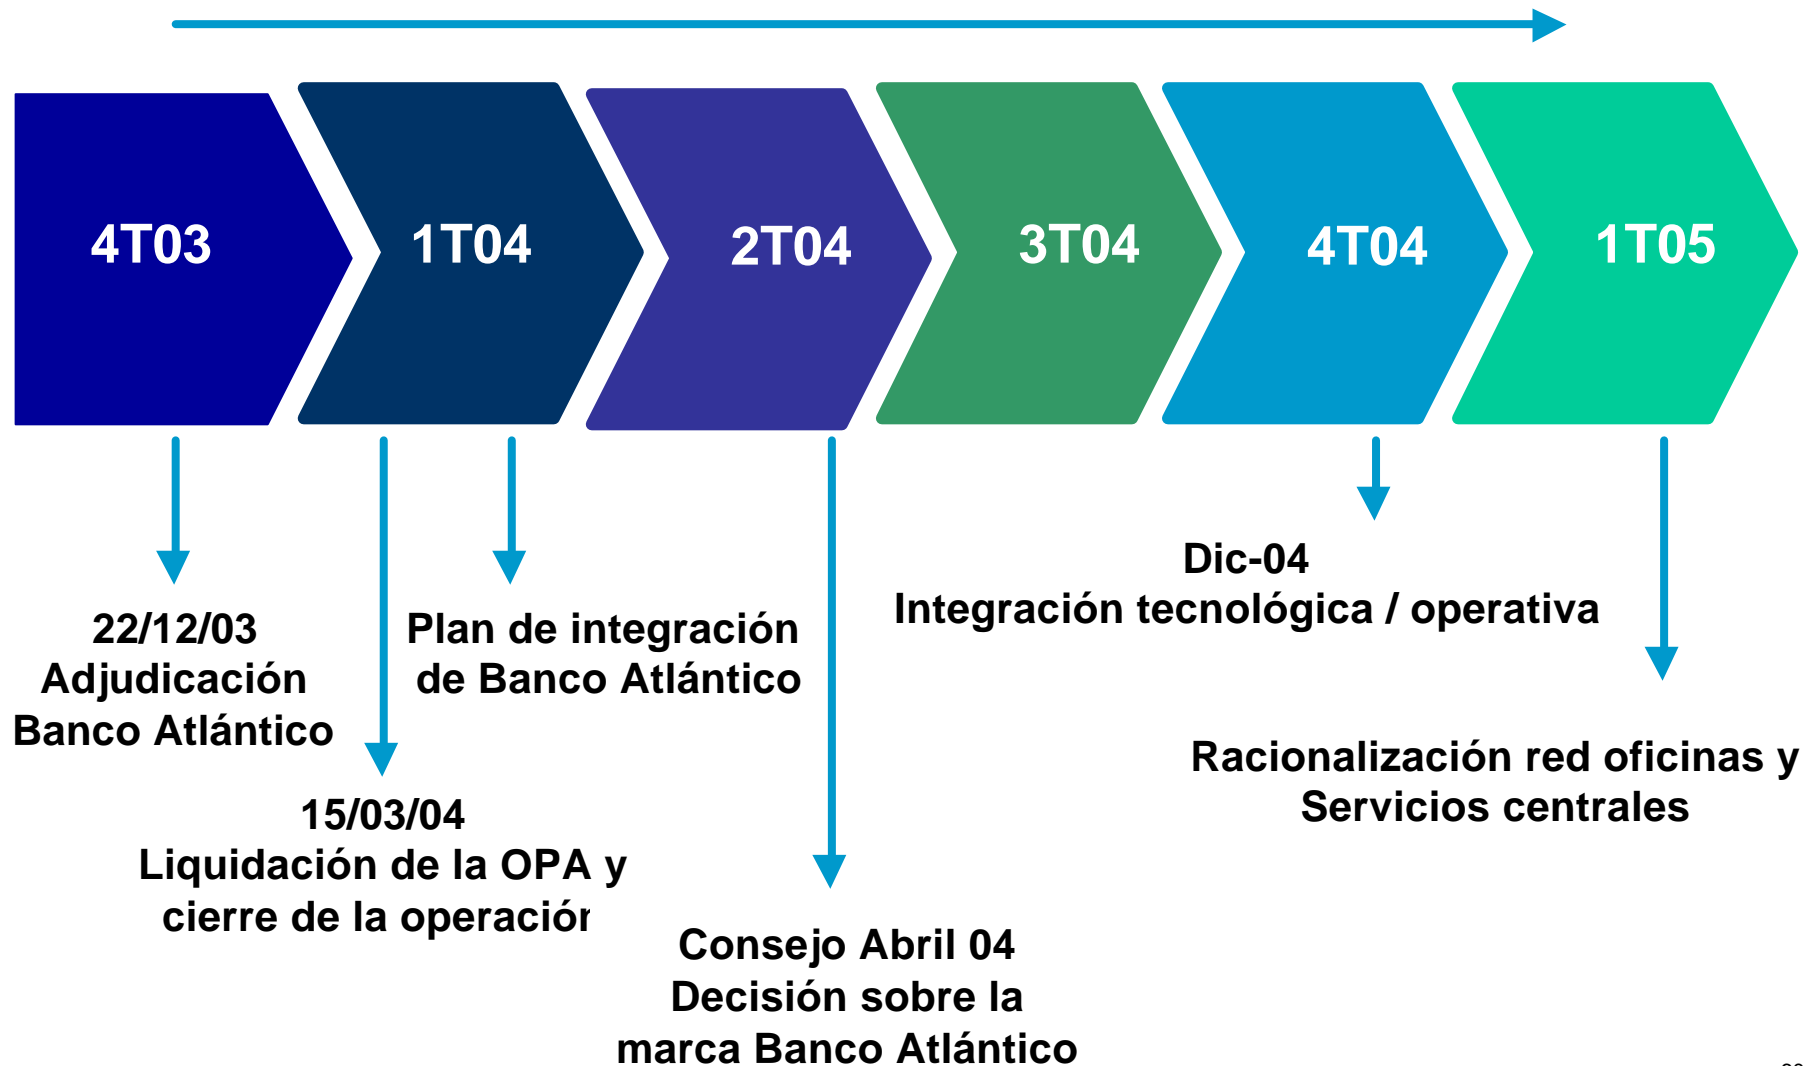 4T03
1T04
2T04
3T04
4T04
1T05
22/12/03
Adjudicación
Banco Atlántico
Plan de integración
de Banco Atlántico
15/03/04
Liquidación de la OPA y
cierre de la operación
Consejo Abril 04
Decisión sobre la
marca Banco Atlántico
Dic-04
Integración tecnológica / operativa
Racionalización red oficinas y
Servicios centrales